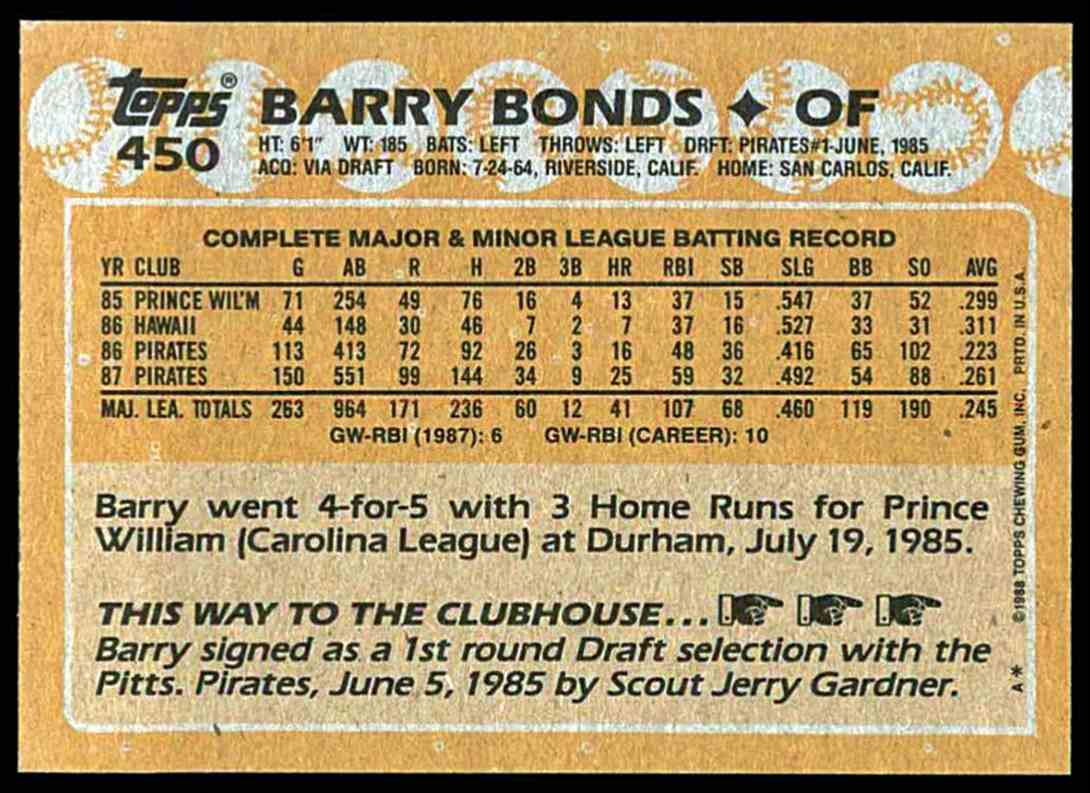 topps® BARRY BONDS ✦ OF
450 HT: 6'1" WT: 185 BATS: LEFT THROWS: LEFT DRFT: PIRATES#1-JUNE, 1985
ACQ: VIA DRAFT BORN: 7-24-64, RIVERSIDE, CALIF. HOME: SAN CARLOS, CALIF.
COMPLETE MAJOR & MINOR LEAGUE BATTING RECORD
YR CLUB G AB R H 2B 3B HR RBI SB SLG BB SO AVG
85 PRINCE WIL'M 71 254 49 76 16 4 13 37 15 .547 37 52 .299
86 HAWAII 44 148 30 46 7 2 7 37 16 .527 33 31 .311
86 PIRATES 113 413 72 92 26 3 16 48 36 .416 65 102 .223
87 PIRATES 150 551 99 144 34 9 25 59 32 .492 54 88 .261
MAJ. LEA. TOTALS 263 964 171 236 60 12 41 107 68 .460 119 190 .245
GW-RBI (1987): 6 GW-RBI (CAREER): 10
Barry went 4-for-5 with 3 Home Runs for Prince
William (Carolina League) at Durham, July 19, 1985.
THIS WAY TO THE CLUBHOUSE...
Barry signed as a 1st round Draft selection with the
Pitts. Pirates, June 5, 1985 by Scout Jerry Gardner.
A* ©1988 TOPPS CHEWING GUM, INC. PRTD. IN U.S.A.